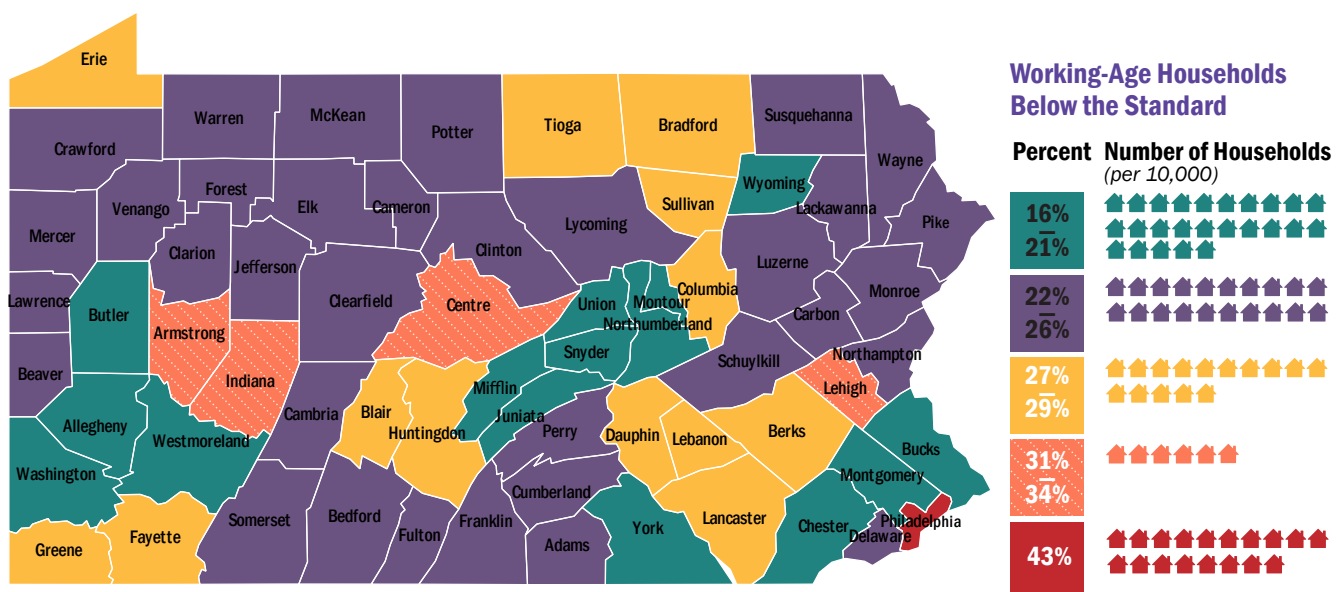 Erie
Warren
McKean
Potter
Tioga
Bradford
Susquehanna
Crawford
Wayne
Forest
Wyoming
Venango
Elk
Cameron
Sullivan
Lackawanna
Mercer
Lycoming
Pike
Clarion
Clinton
Jefferson
Luzerne
Lawrence
Clearfield
Centre
Union
Montour
Columbia
Monroe
Butler
Carbon
Armstrong
Northumberland
Snyder
Schuylkill
Northampton
Beaver
Indiana
Mifflin
Lehigh
Cambria
Blair
Juniata
Allegheny
Huntingdon
Perry
Dauphin
Lebanon
Berks
Westmoreland
Bucks
Washington
Montgomery
Cumberland
Somerset
Bedford
Franklin
Lancaster
Philadelphia
Fayette
Fulton
York
Chester
Delaware
Greene
Adams
Working-Age Households
Below the Standard
Percent
Number of Households
(per 10,000)
16%
–
21%
22%
–
26%
27%
–
29%
31%
–
34%
43%